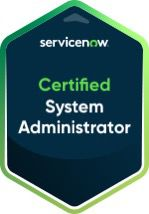 servicenow.
Certified
System
Administrator